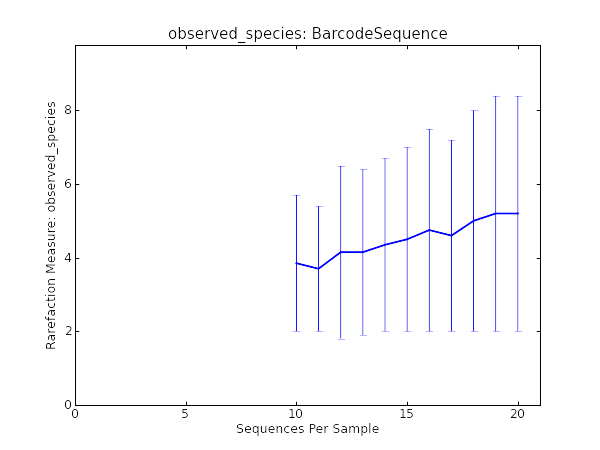 observed_species: BarcodeSequence
Rarefaction Measure: observed_species
8
6
4
2
0
0 5 10 15 20
Sequences Per Sample